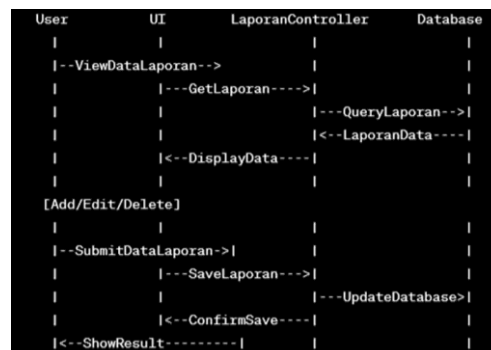 User        UI       LaporanController      Database
 |           |                |                 |
 |--ViewDataLaporan-->        |                 |
 |           |---GetLaporan---->|                 |
 |           |                |---QueryLaporan-->|
 |           |                |<--LaporanData----|
 |           |<--DisplayData----|                 |
 |           |                |                 |
[Add/Edit/Delete]
 |           |                |                 |
 |--SubmitDataLaporan->|      |                 |
 |           |---SaveLaporan--->|                 |
 |           |                |---UpdateDatabase>|
 |           |<--ConfirmSave----|                 |
 |<--ShowResult---------|     |                 |